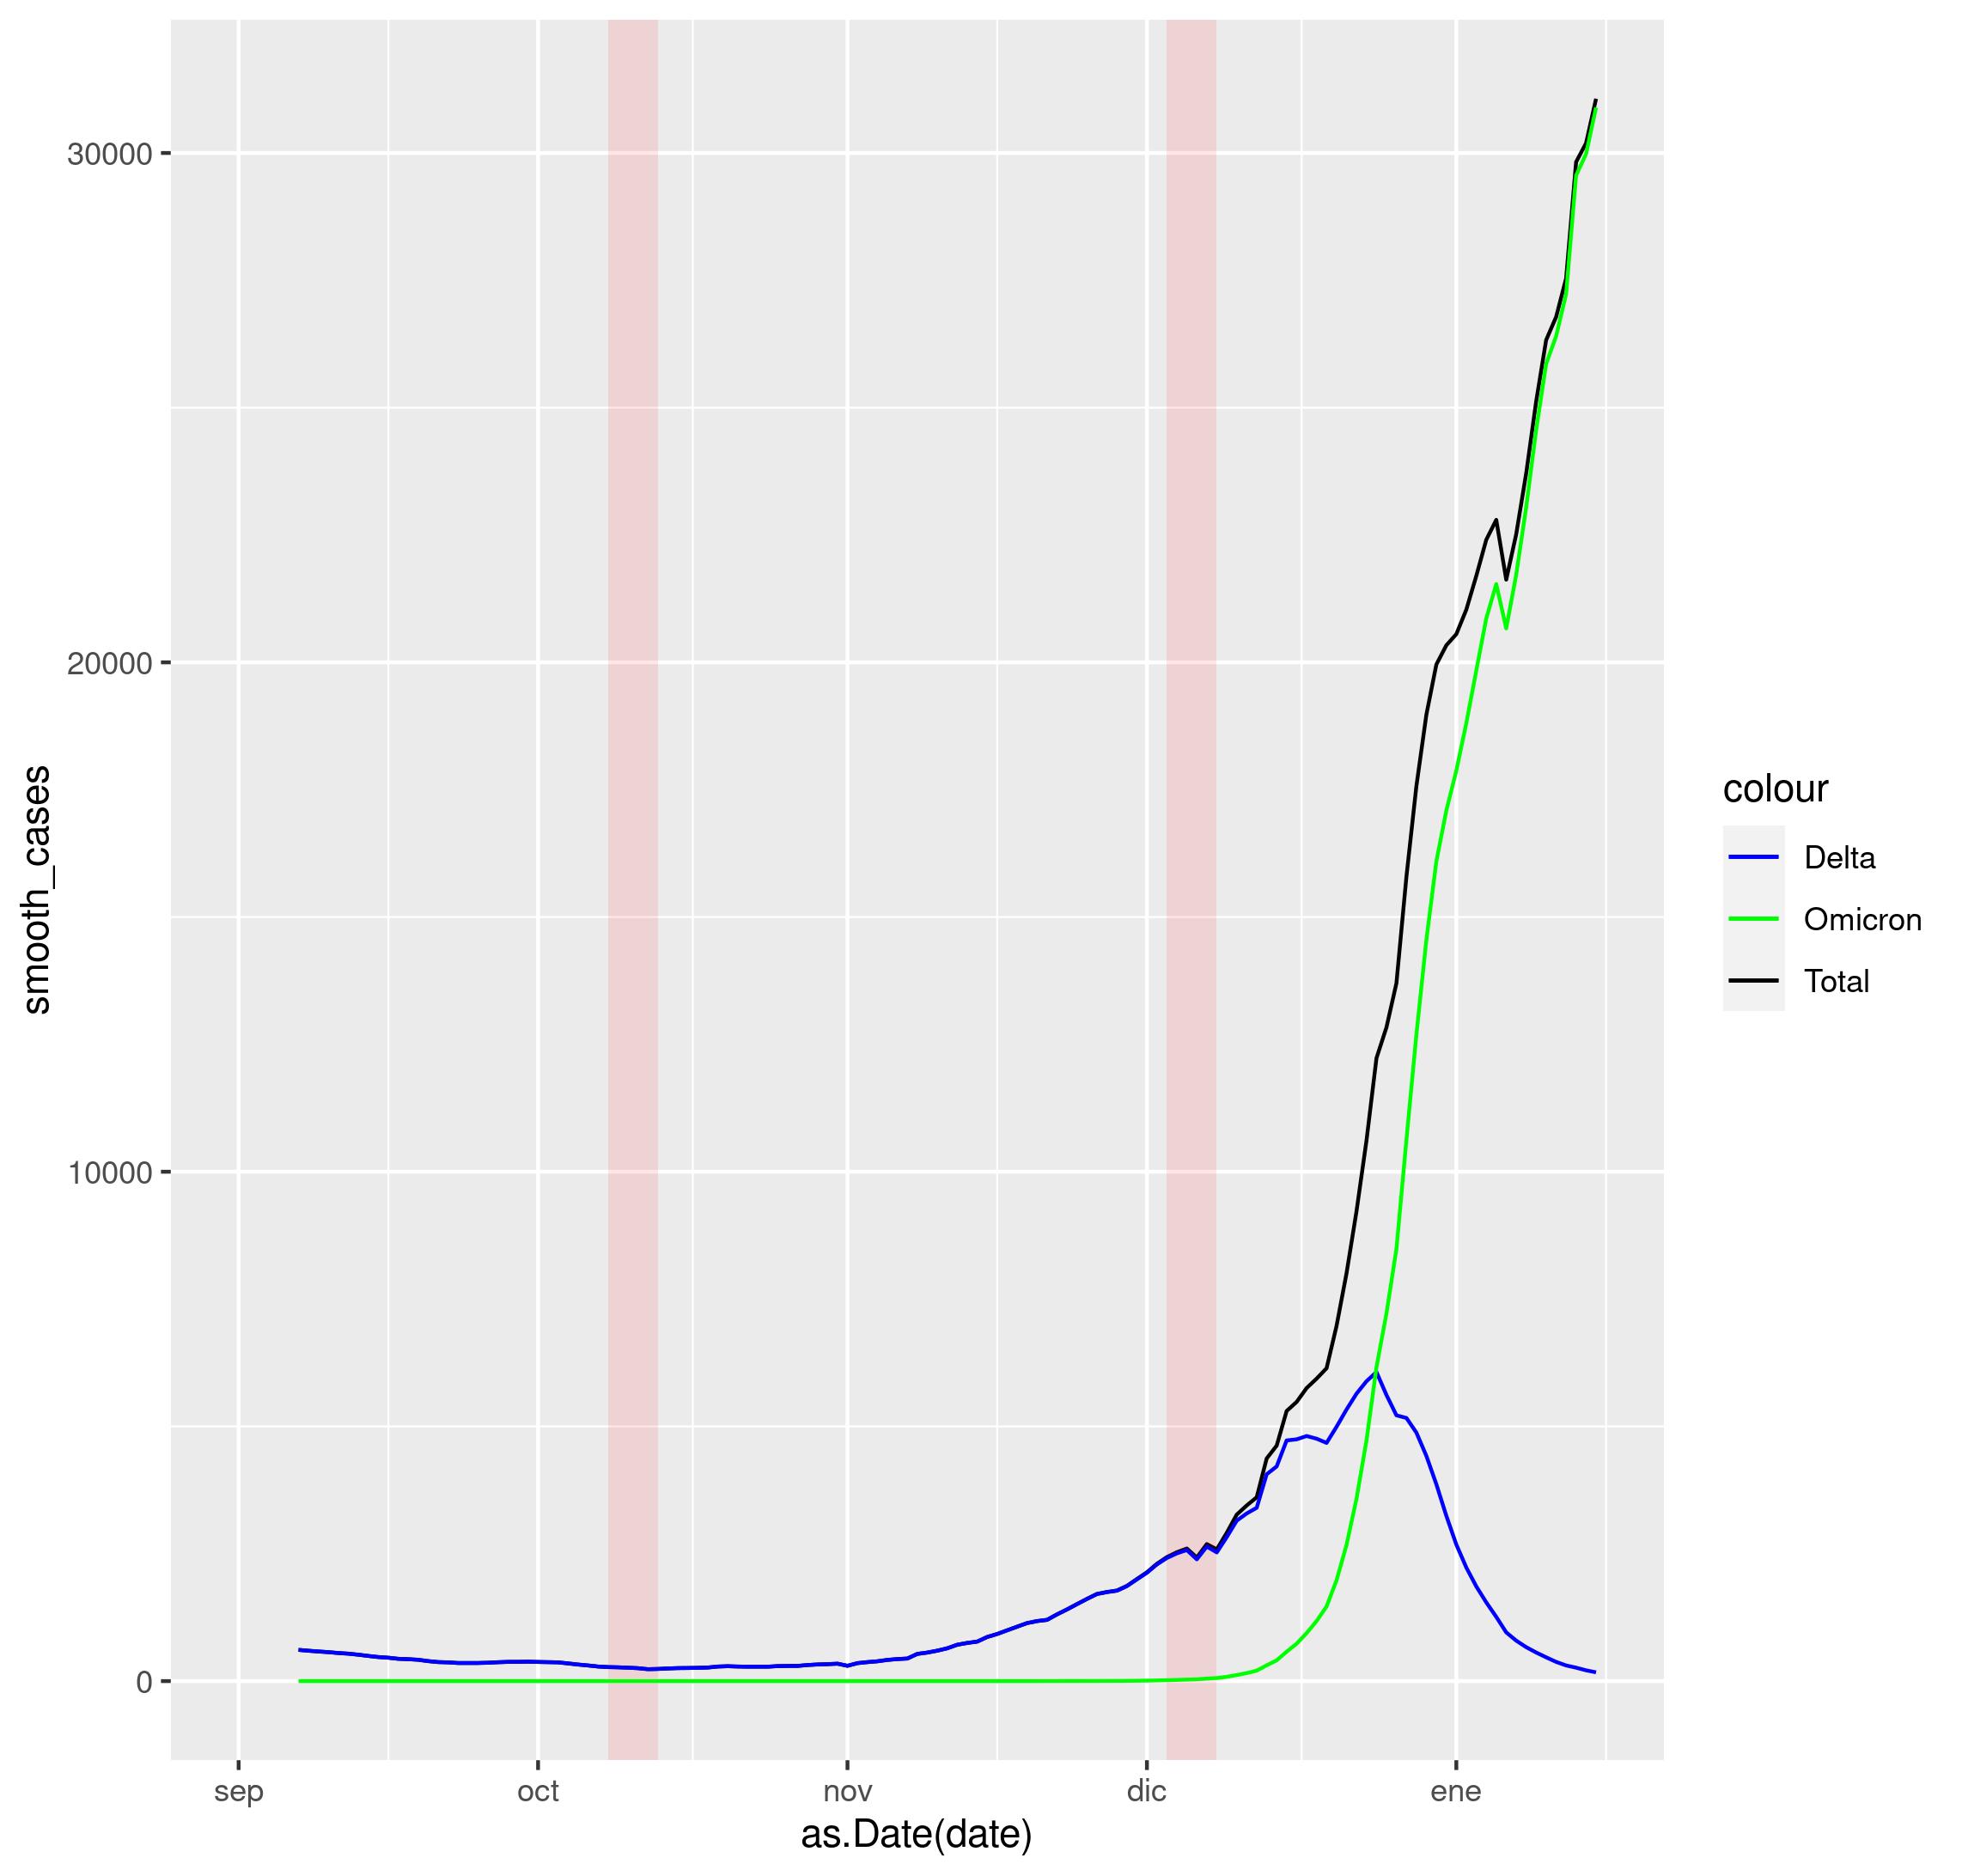 30000
20000
10000
0
smooth_cases
sep oct nov dic ene
as.Date(date)
colour
Delta
Omicron
Total